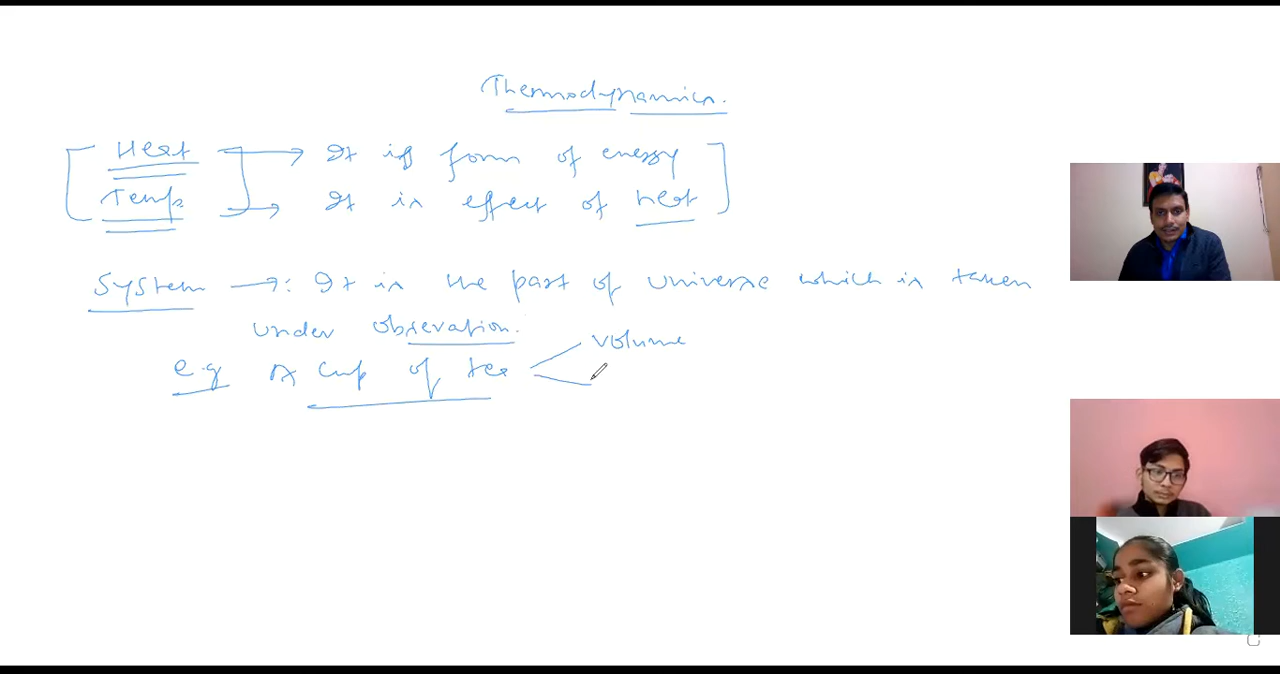 Thermodynamics.
Heat → It is form of energy
Temp → It is effect of heat
System →: It is the part of universe which is taken
under observation.
e.g A cup of tea
volume